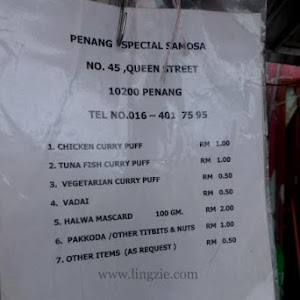 PENANG SPECIAL SAMOSA
NO. 45 ,QUEEN STREET
10200 PENANG
TEL NO.016 – 401 75 95
1. CHICKEN CURRY PUFF RM 1.00
2. TUNA FISH CURRY PUFF RM 1.00
3. VEGETARIAN CURRY PUFF RM 0.50
4. VADAI RM 0.50
5. HALWA MASCARD 100 GM. RM 2.00
6. PAKKODA /OTHER TITBITS & NUTS RM 1.00
7. OTHER ITEMS (AS REQUEST ) RM 0.50
www.lingzie.com